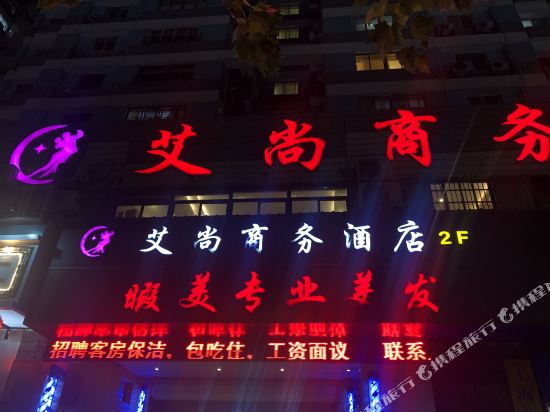 艾尚商务
艾尚商务酒店 2F
暇美专业美发
招聘客房保洁，包吃住，工资面议 联系
携程旅行